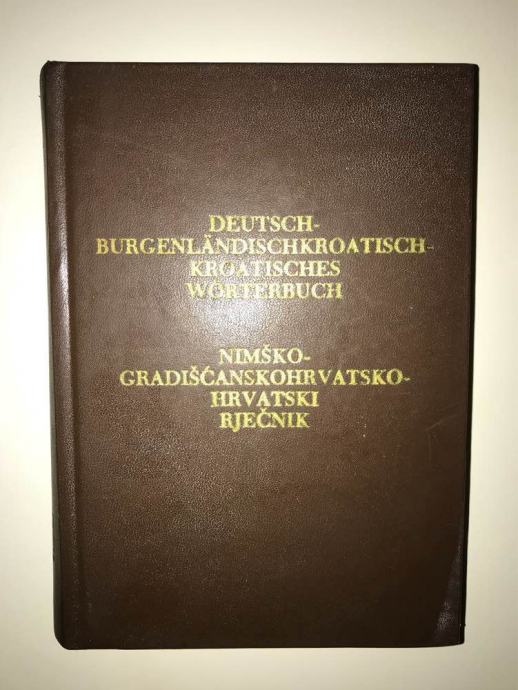 DEUTSCH-
BURGENLÄNDISCHKROATISCH-
KROATISCHES
WÖRTERBUCH
NIMŠKO-
GRADIŠĆANSKOHRVATSKO-
HRVATSKI
RJEČNIK